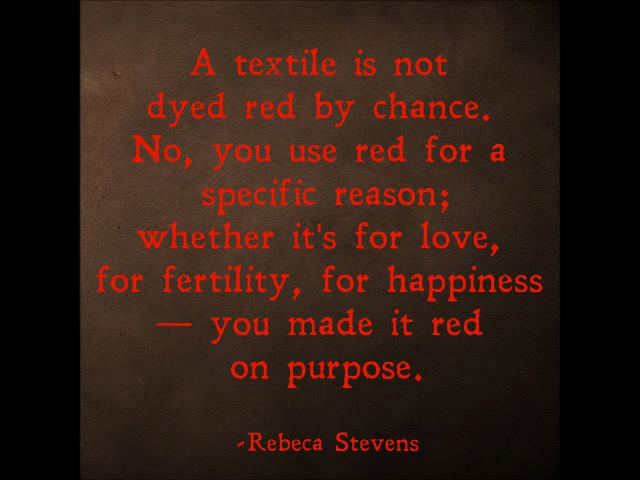 A textile is not
dyed red by chance.
No, you use red for a
specific reason;
whether it's for love,
for fertility, for happiness
— you made it red
on purpose.
-Rebeca Stevens